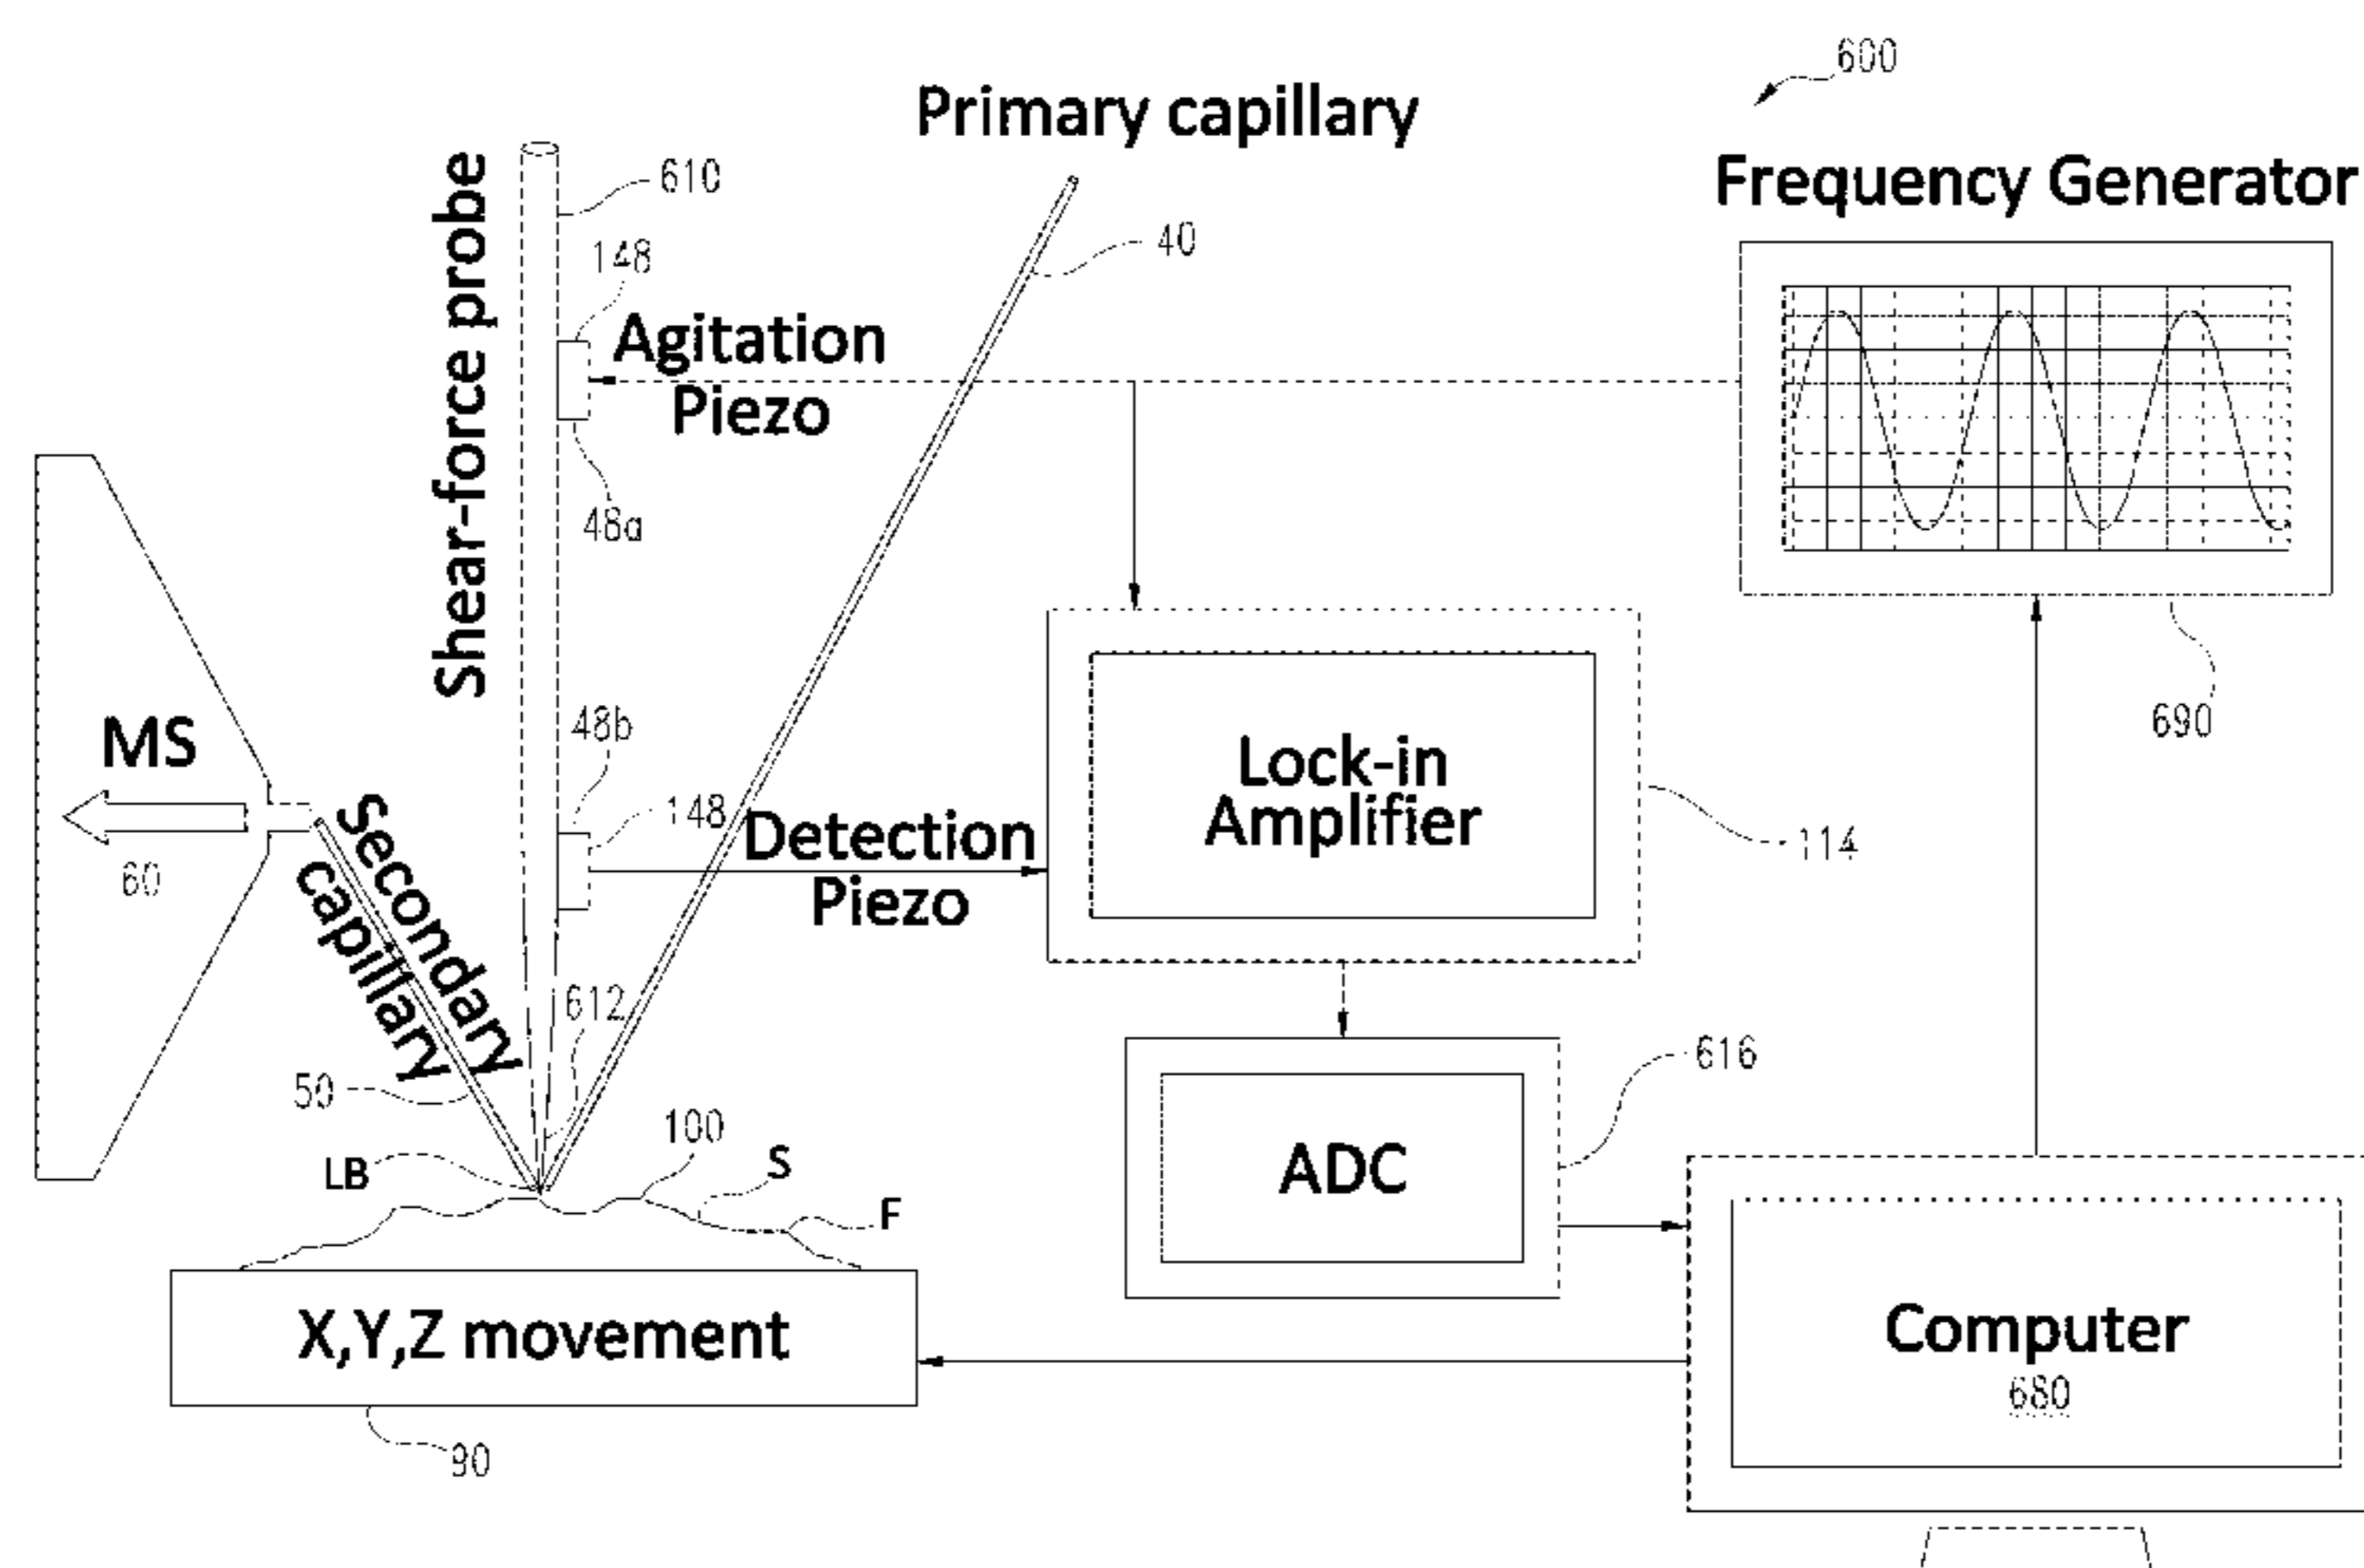 600
Primary capillary
Frequency Generator
Shear-force probe
610
148
40
Agitation
Piezo
48a
690
MS
60
48b
148
Detection
Piezo
Lock-in
Amplifier
114
Secondary
capillary
612
50
100
616
LB
S
F
ADC
X,Y,Z movement
Computer
680
90